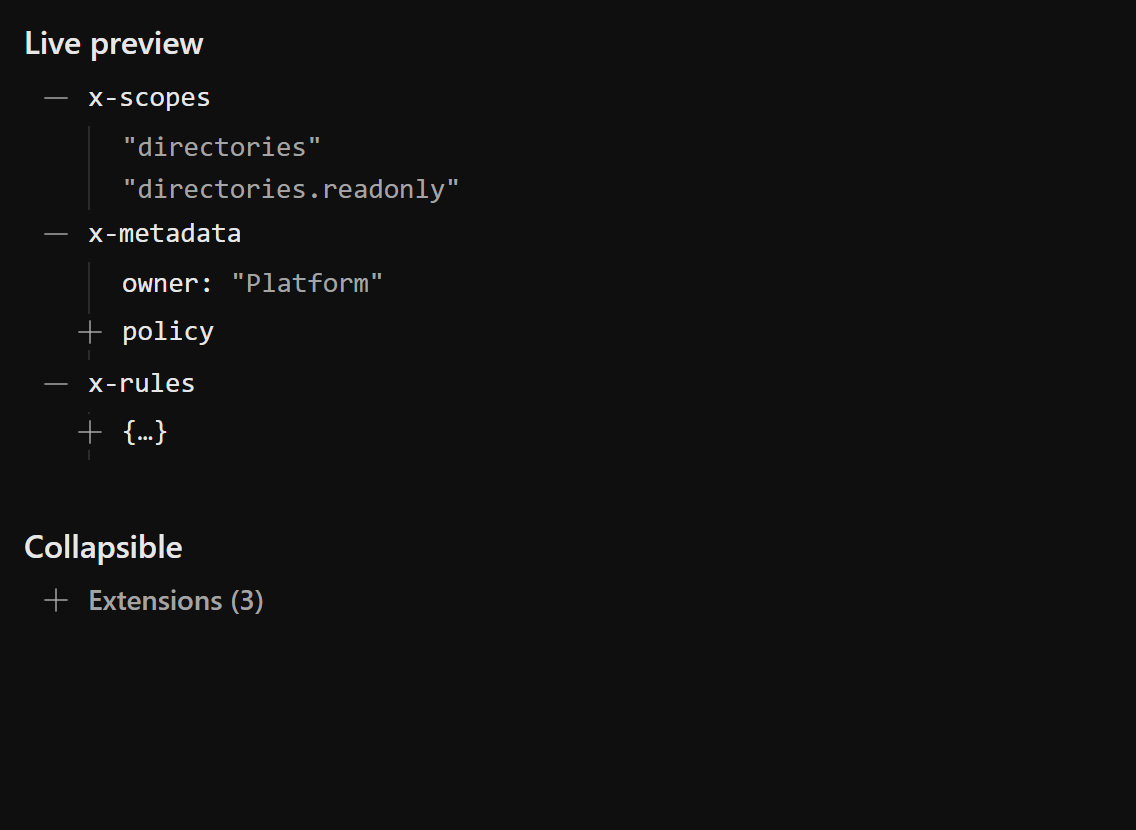 Live preview
x-scopes
"directories"
"directories.readonly"
x-metadata
owner: "Platform"
policy
x-rules
{…}
Collapsible
Extensions (3)